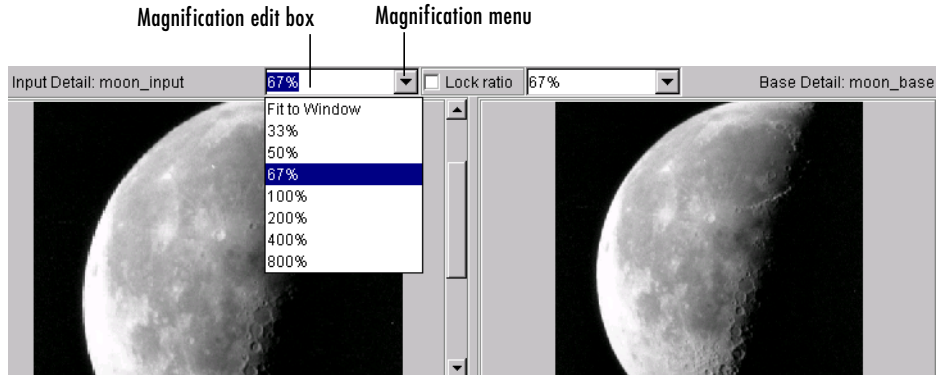 Magnification edit box
Magnification menu
Input Detail: moon_input
67%
Lock ratio
67%
Base Detail: moon_base
Fit to Window
33%
50%
67%
100%
200%
400%
800%